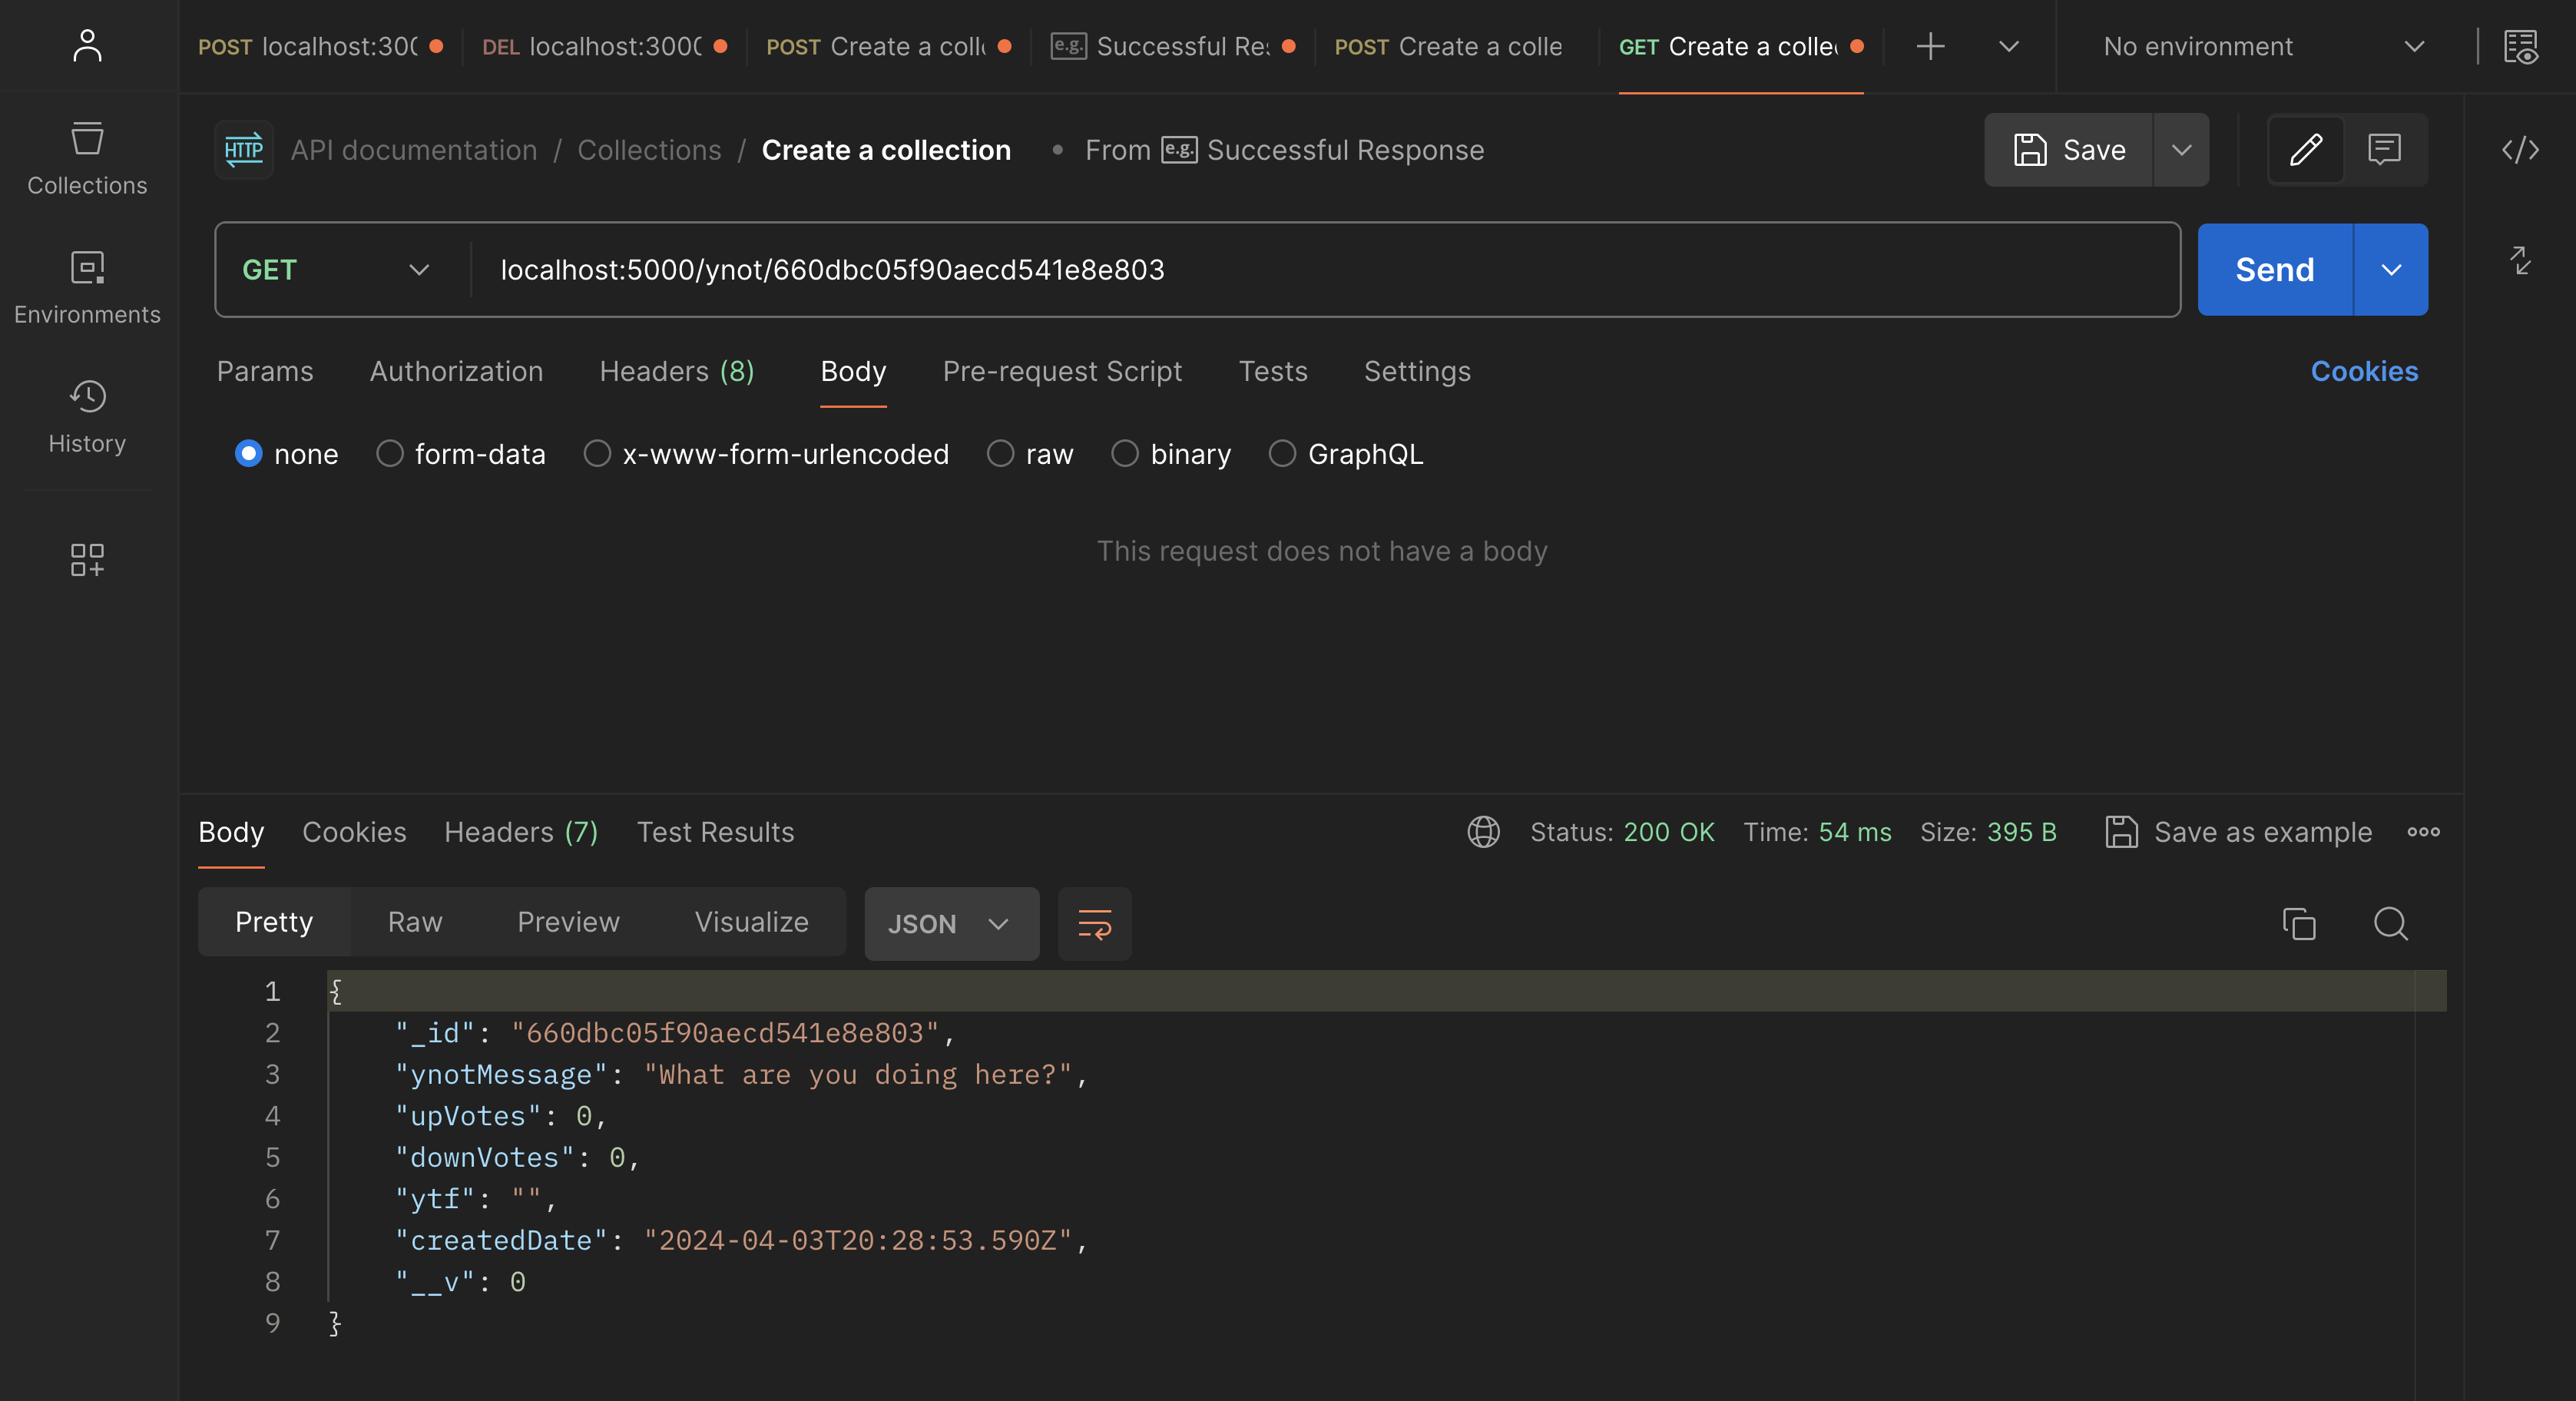 POST localhost:300 DEL localhost:3000 POST Create a colle e.g. Successful Res POST Create a colle GET Create a collec No environment
HTTP API documentation / Collections / Create a collection • From e.g. Successful Response Save
Collections
Environments
History
GET localhost:5000/ynot/660dbc05f90aecd541e8e803 Send
Params Authorization Headers (8) Body Pre-request Script Tests Settings Cookies
none form-data x-www-form-urlencoded raw binary GraphQL
This request does not have a body
Body Cookies Headers (7) Test Results Status: 200 OK Time: 54 ms Size: 395 B Save as example
Pretty Raw Preview Visualize JSON
1 {
2 "_id": "660dbc05f90aecd541e8e803",
3 "ynotMessage": "What are you doing here?",
4 "upVotes": 0,
5 "downVotes": 0,
6 "ytf": "",
7 "createdDate": "2024-04-03T20:28:53.590Z",
8 "__v": 0
9 }